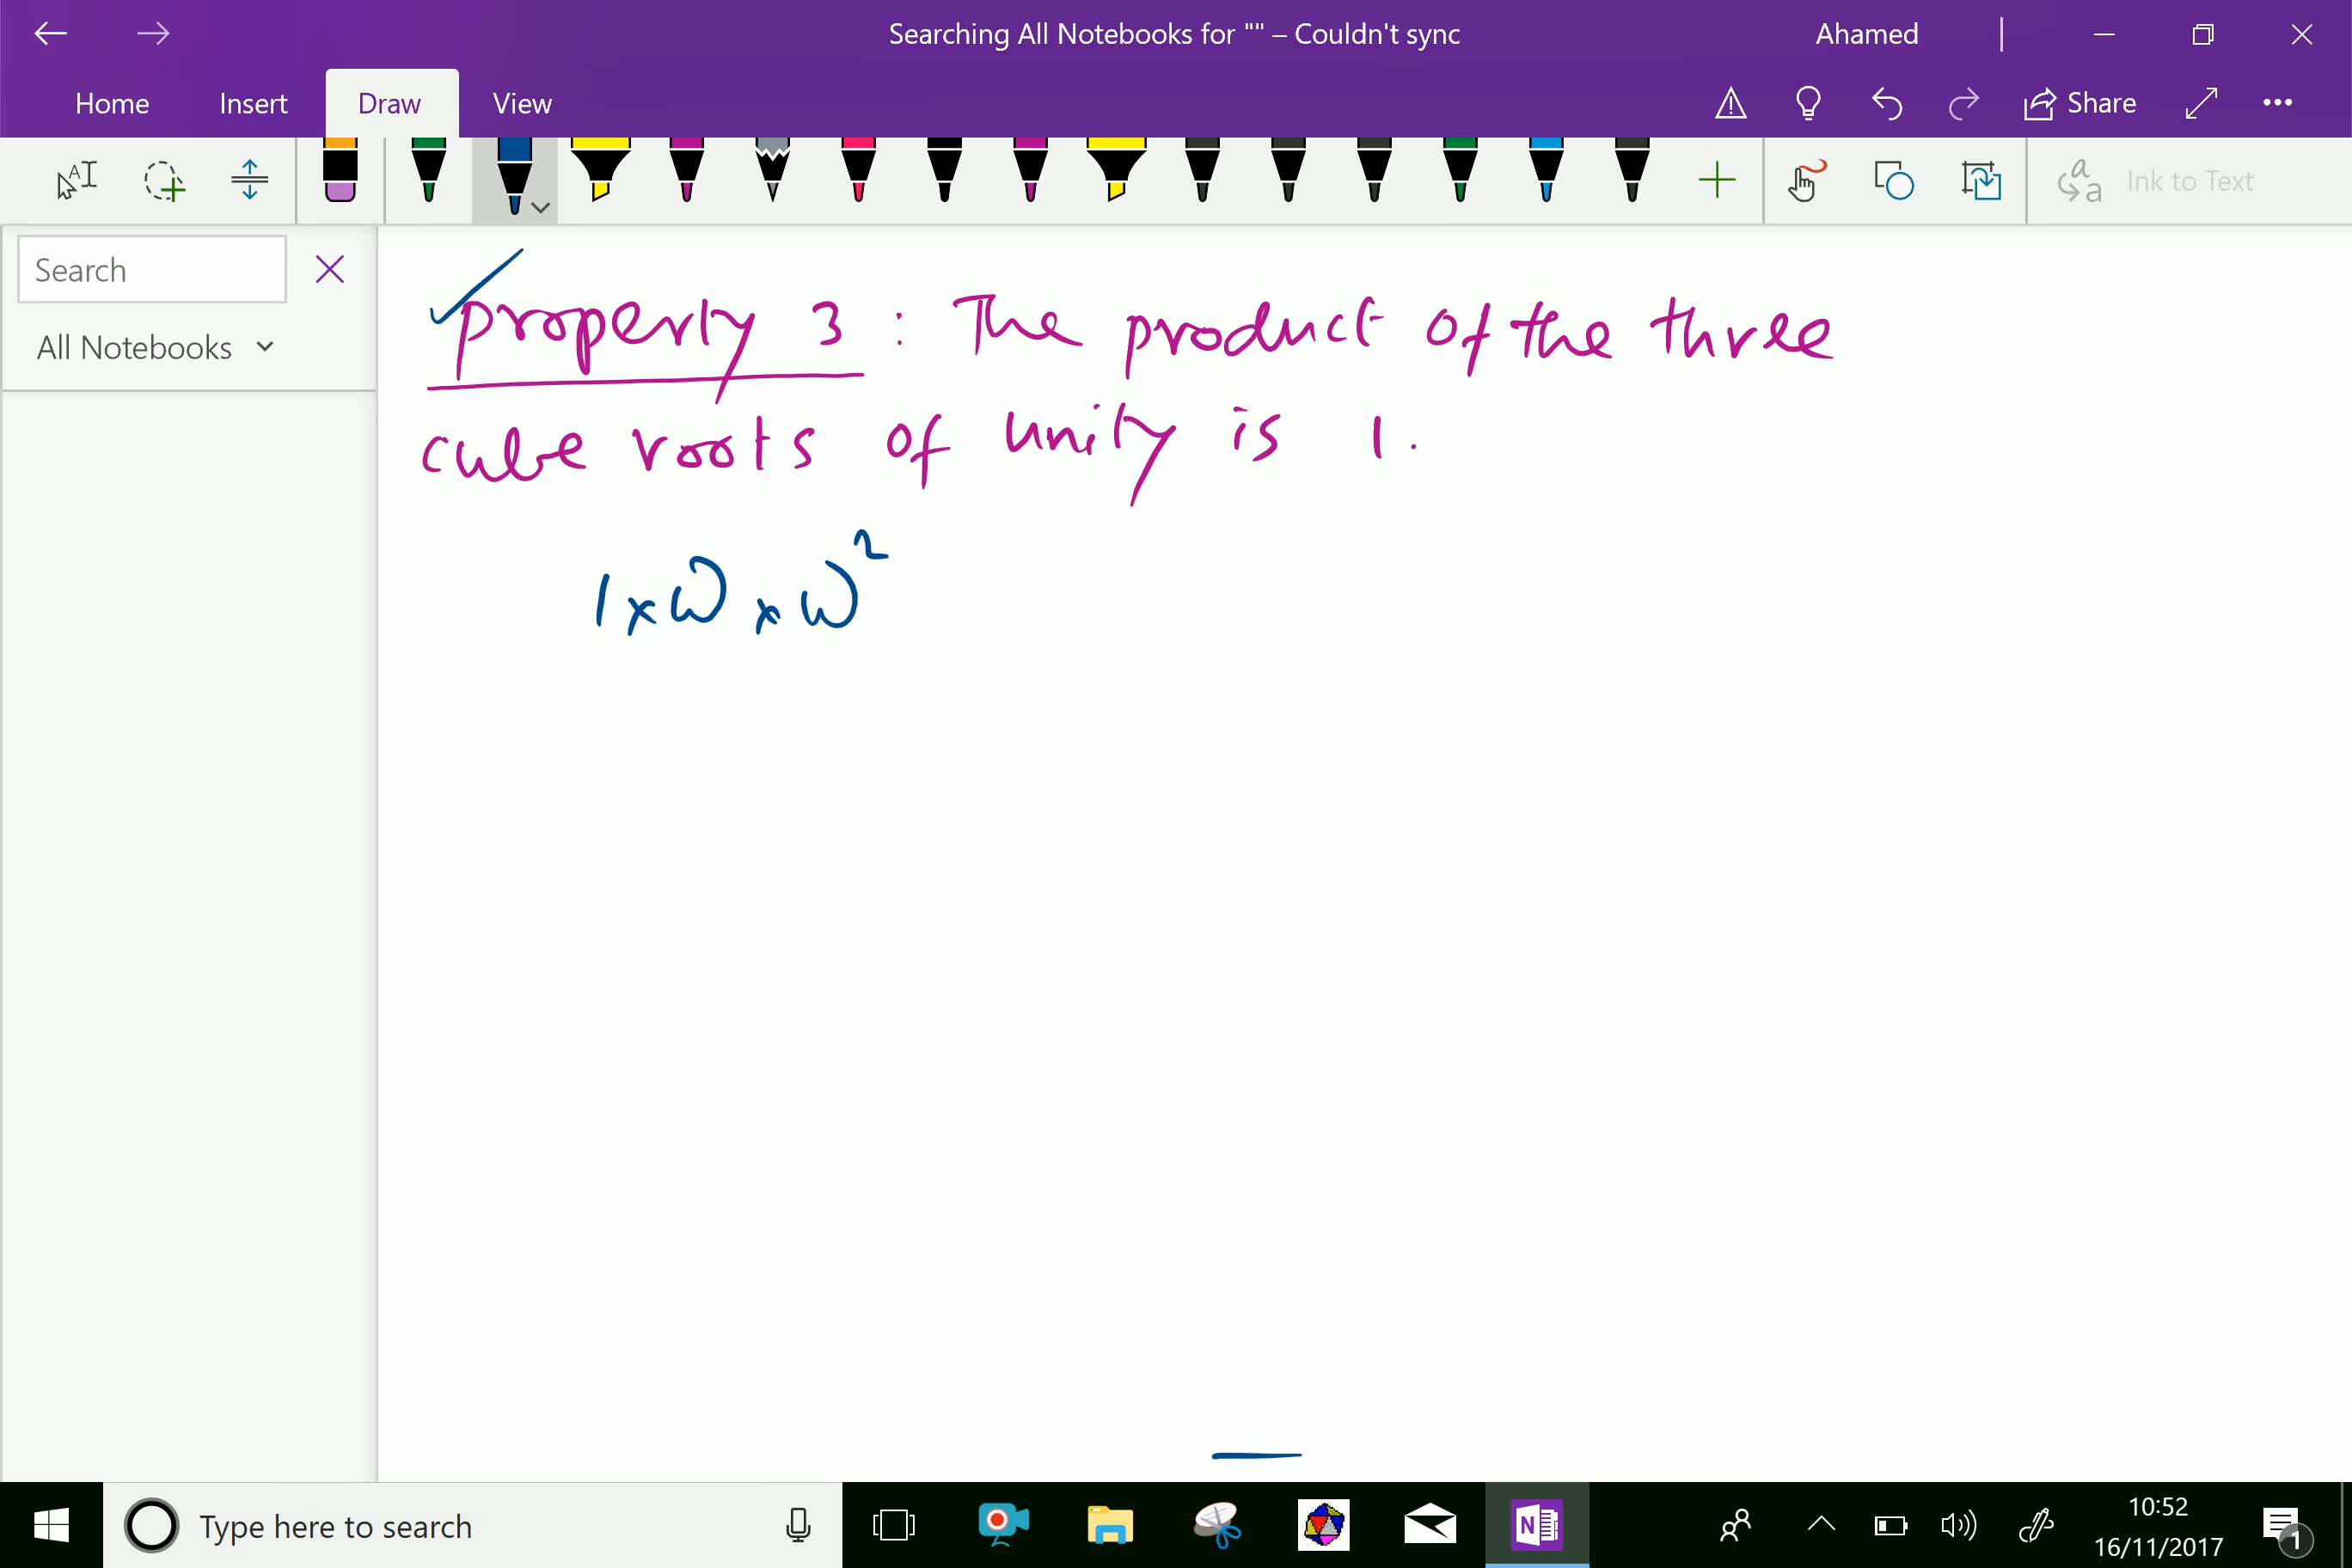 Searching All Notebooks for "" – Couldn't sync
Ahamed
Home Insert Draw View
Share
Ink to Text
Search
All Notebooks
Property 3 : The product of the three
cube roots of unity is 1.
1 × ω × ω²
Type here to search
N
10:52
16/11/2017
1